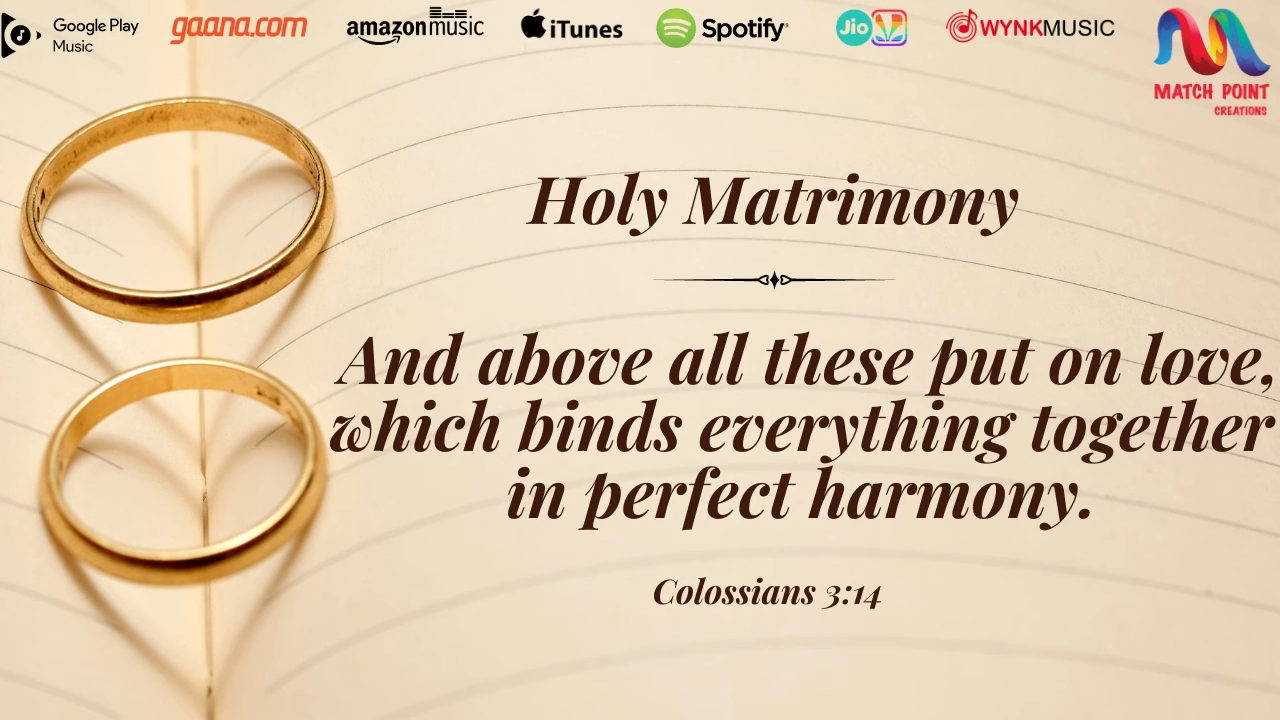 Google Play
Music
gaana.com
amazon music
iTunes
Spotify®
Jio
WYNKMUSIC
MATCH POINT
CREATIONS
Holy Matrimony
And above all these put on love,
which binds everything together
in perfect harmony.
Colossians 3:14